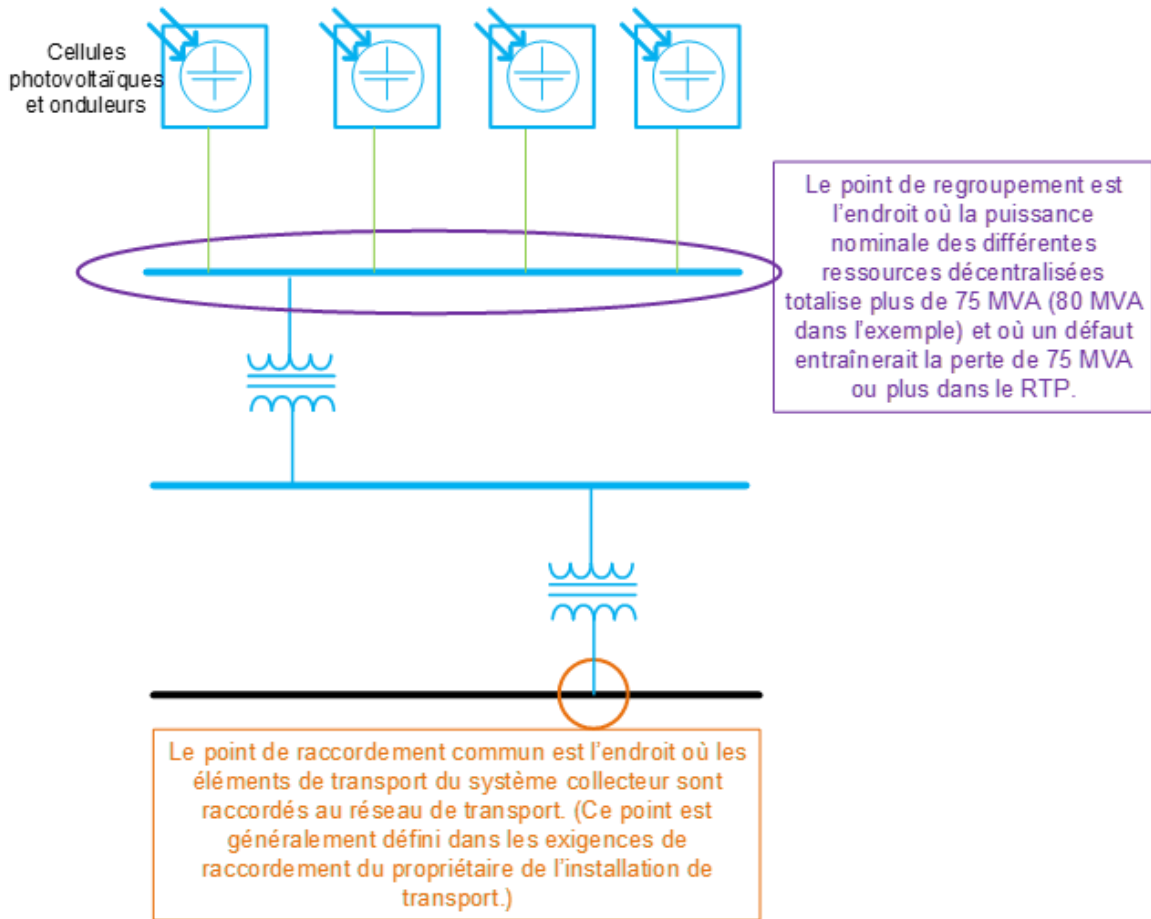 Cellules
photovoltaïques
et onduleurs
Le point de regroupement est
l'endroit où la puissance
nominale des différentes
ressources décentralisées
totalise plus de 75 MVA (80 MVA
dans l'exemple) et où un défaut
entraînerait la perte de 75 MVA
ou plus dans le RTP.
Le point de raccordement commun est l'endroit où les
éléments de transport du système collecteur sont
raccordés au réseau de transport. (Ce point est
généralement défini dans les exigences de
raccordement du propriétaire de l'installation de
transport.)